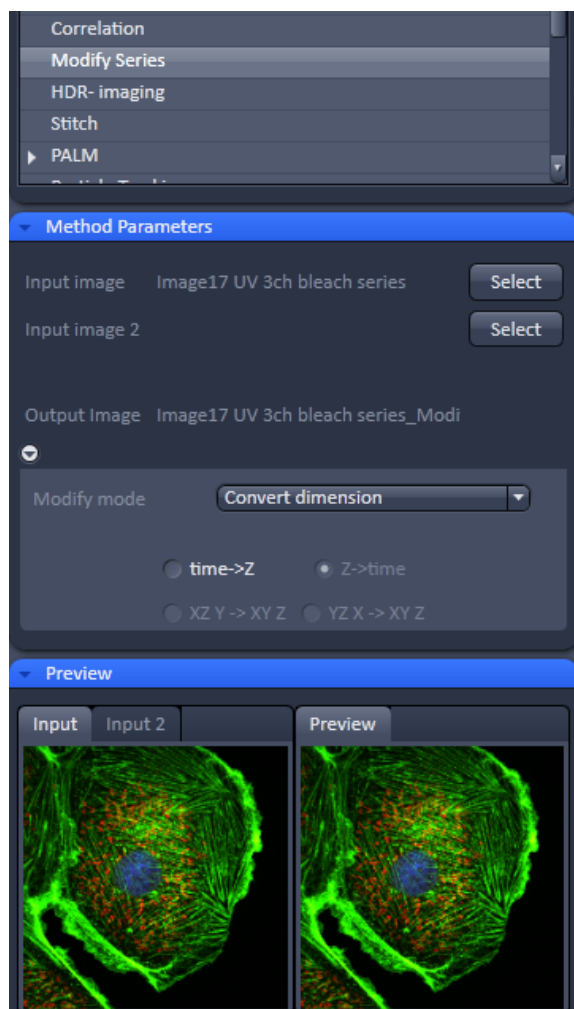 Correlation
Modify Series
HDR- imaging
Stitch
PALM
Method Parameters
Input image Image17 UV 3ch bleach series Select
Input image 2 Select
Output Image Image17 UV 3ch bleach series_Modi
Modify mode Convert dimension
time->Z Z->time
XZ Y -> XY Z YZ X -> XY Z
Preview
Input Input 2 Preview